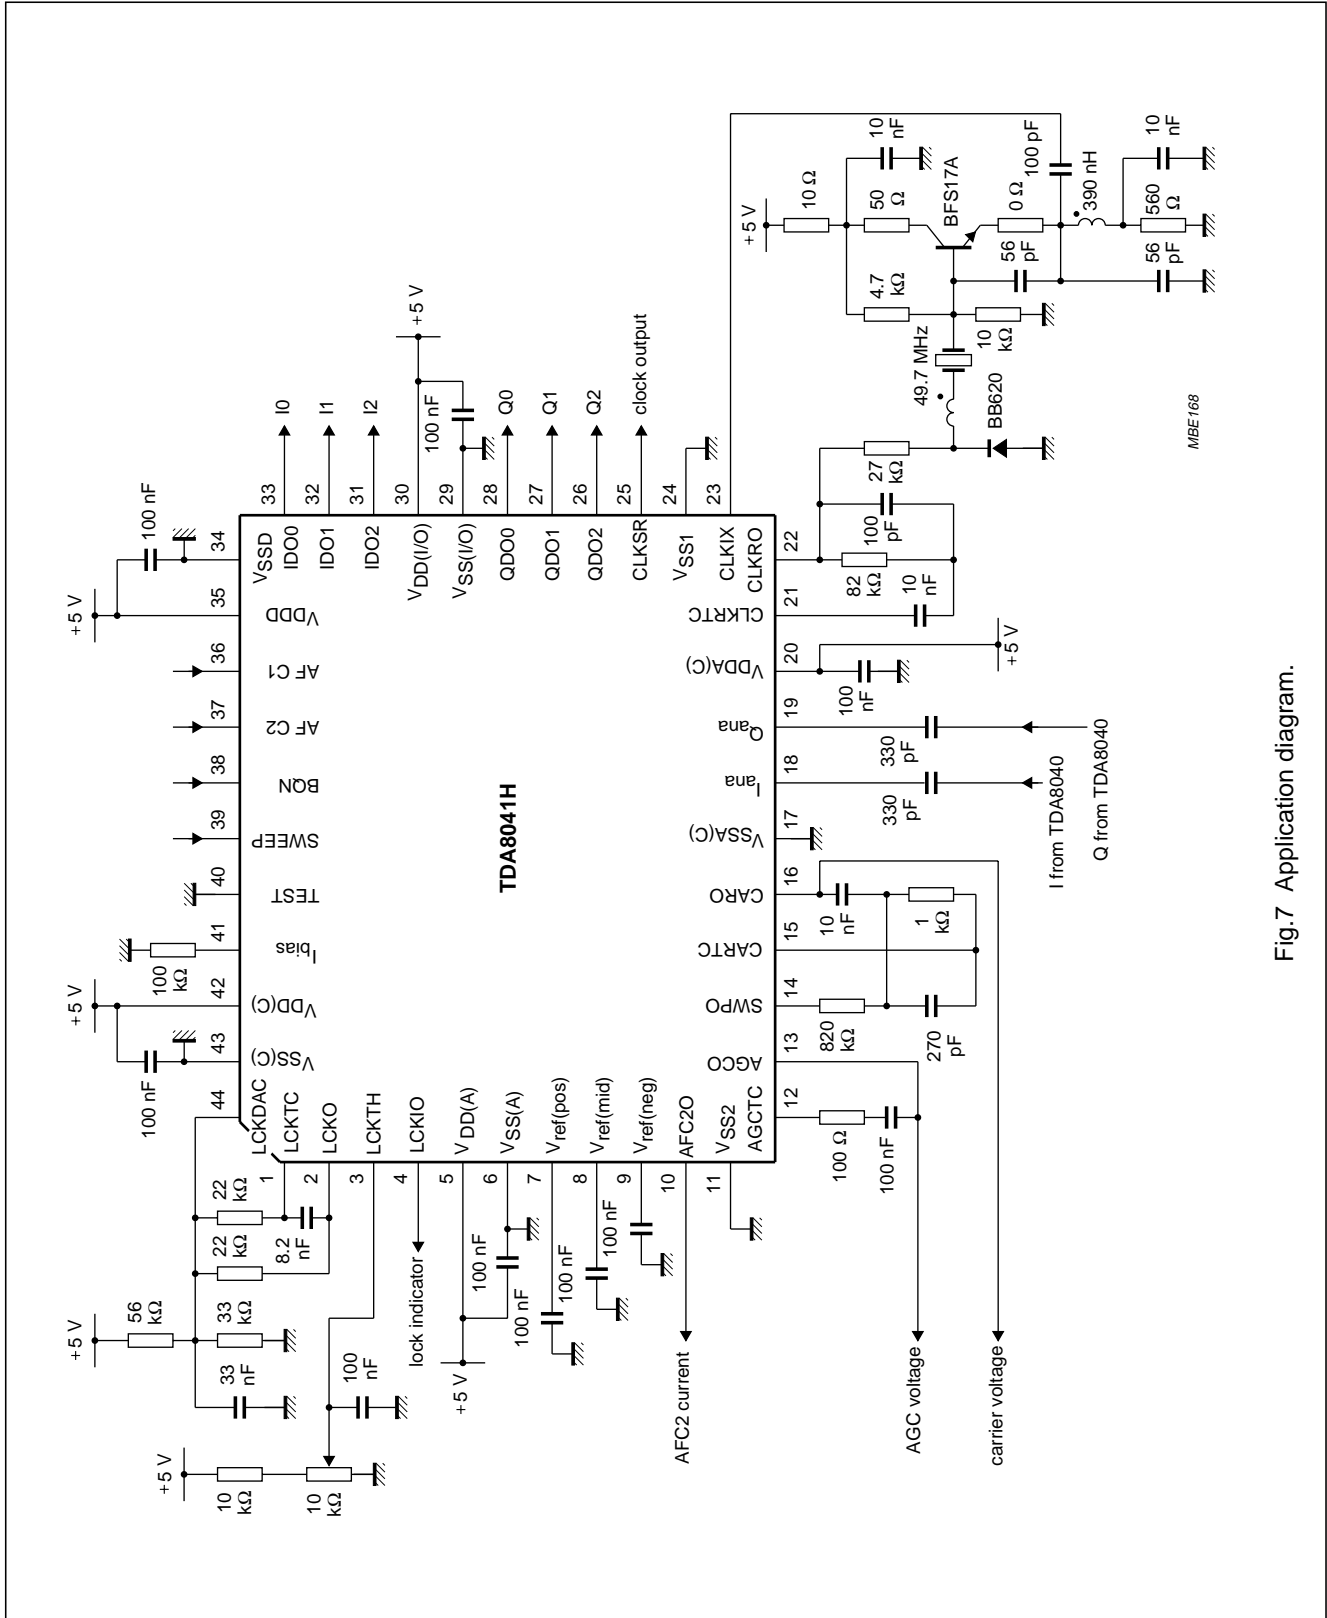 +5 V
10 Ω
10 nF
50 Ω
BFS17A
4.7 kΩ
0 Ω
100 pF
56 pF
390 nH
10 nF
560 Ω
56 pF
10 kΩ
49.7 MHz
BB620
27 kΩ
100 pF
82 kΩ
10 nF
MBE168
+5 V
100 nF
I0
I1
I2
Q0
Q1
Q2
clock output
33
32
31
30
29
28
27
26
25
24
23
IDO0
IDO1
IDO2
VDD(I/O)
VSS(I/O)
QDO0
QDO1
QDO2
CLKSR
VSS1
CLKIX
100 nF
+5 V
34
35
36
37
38
39
40
41
42
43
44
VSSD
VDDD
AF C1
AF C2
BQN
SWEEP
TEST
Ibias
VDD(C)
VSS(C)
LCKDAC
100 kΩ
+5 V
100 nF
TDA8041H
22
21
20
19
18
17
16
15
14
13
12
CLKRO
CLKRTC
VDDA(C)
Qana
Iana
VSSA(C)
CARO
CARTC
SWPO
AGCO
AGCTC
+5 V
100 nF
330 pF
330 pF
I from TDA8040
Q from TDA8040
10 nF
1 kΩ
820 kΩ
270 pF
100 Ω
100 nF
LCKTC
LCKO
LCKTH
LCKIO
VDD(A)
VSS(A)
Vref(pos)
Vref(mid)
Vref(neg)
AFC2O
VSS2
1
2
3
4
5
6
7
8
9
10
11
22 kΩ
22 kΩ
8.2 nF
+5 V
56 kΩ
33 kΩ
33 nF
100 nF
+5 V
10 kΩ
10 kΩ
lock indicator
+5 V
100 nF
100 nF
100 nF
100 nF
AFC2 current
AGC voltage
carrier voltage
Fig.7 Application diagram.